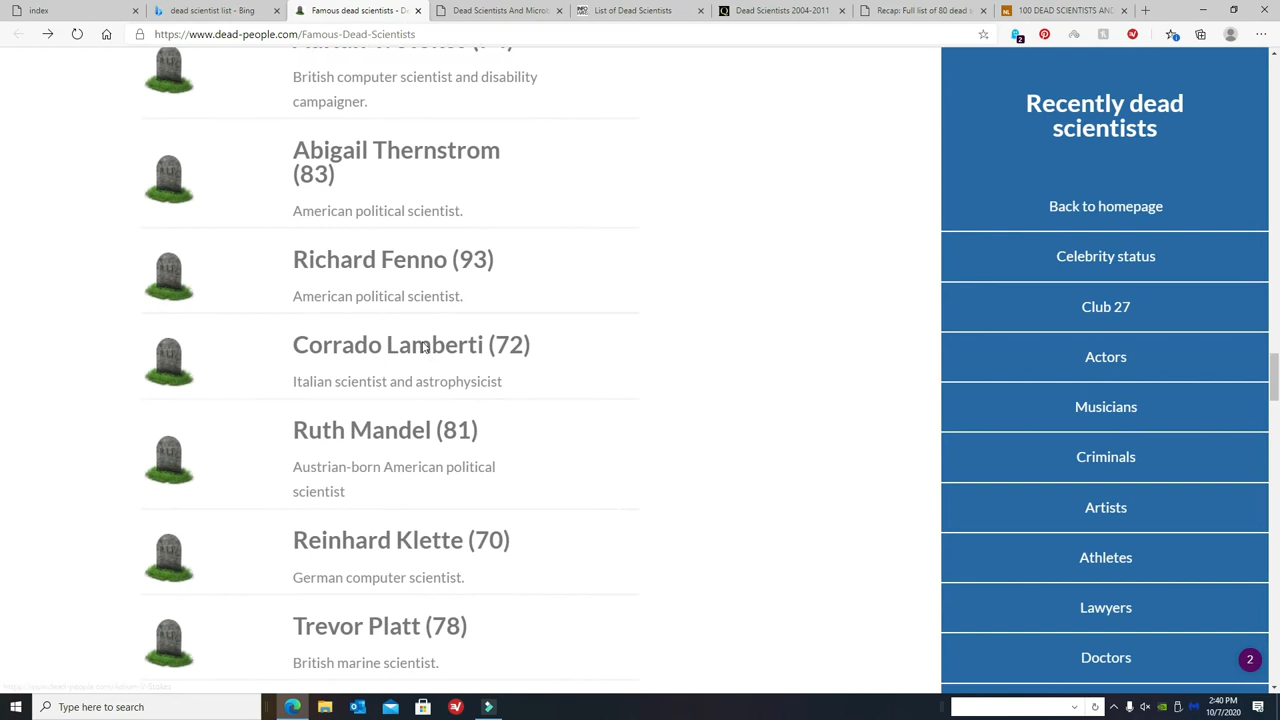 index
dead scientist list - Bing
Famous Dead Scientists - De
Dead Scientists And Micros
List of Dead Scientists - IMDb
Dead Scientists 2004-2011
Recap: Full list of 80 dead s
100 DEAD SCIENTISTS AND
https://www.dead-people.com/Famous-Dead-Scientists
2
British computer scientist and disability
campaigner.
Abigail Thernstrom
(83)
American political scientist.
Richard Fenno (93)
American political scientist.
Corrado Lamberti (72)
Italian scientist and astrophysicist
Ruth Mandel (81)
Austrian-born American political
scientist
Reinhard Klette (70)
German computer scientist.
Trevor Platt (78)
British marine scientist.
Recently dead
scientists
Back to homepage
Celebrity status
Club 27
Actors
Musicians
Criminals
Artists
Athletes
Lawyers
Doctors
2
Type here to search
2:40 PM
10/7/2020